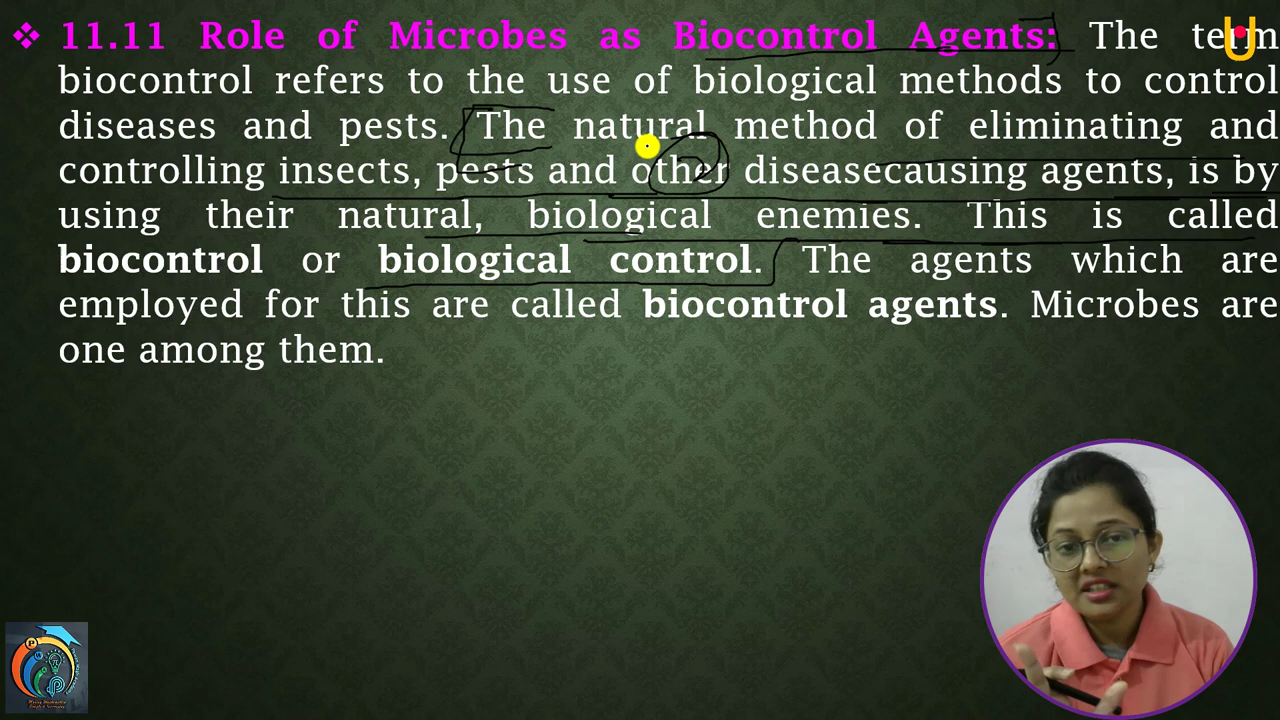 ❖ 11.11 Role of Microbes as Biocontrol Agents: The term
biocontrol refers to the use of biological methods to control
diseases and pests. The natural method of eliminating and
controlling insects, pests and other diseasecausing agents, is by
using their natural, biological enemies. This is called
biocontrol or biological control. The agents which are
employed for this are called biocontrol agents. Microbes are
one among them.